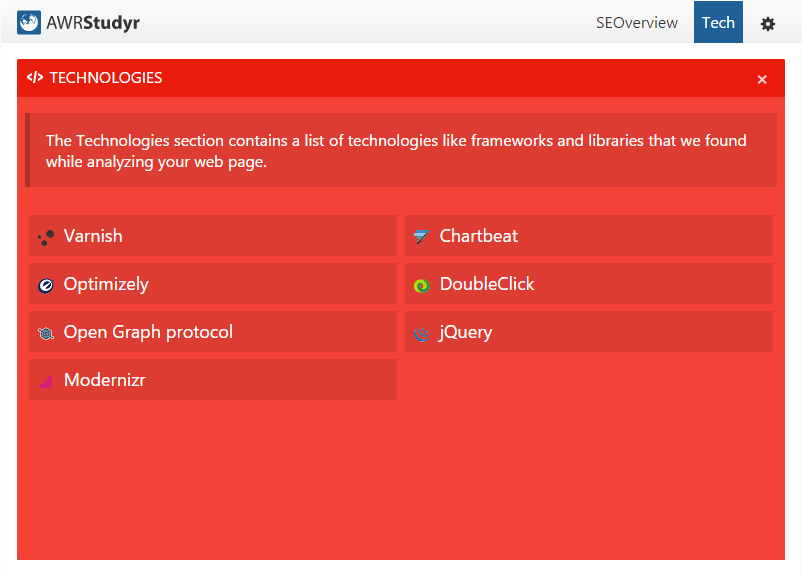 AWRStudyr
SEOverview
Tech
</> TECHNOLOGIES
×
The Technologies section contains a list of technologies like frameworks and libraries that we found
while analyzing your web page.
Varnish
Chartbeat
Optimizely
DoubleClick
Open Graph protocol
jQuery
Modernizr